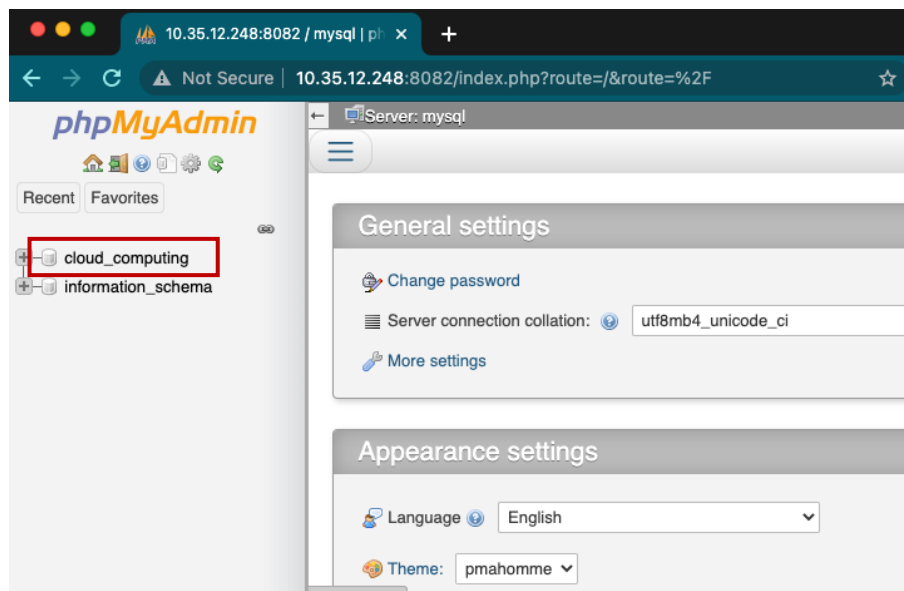 10.35.12.248:8082 / mysql | ph
Not Secure | 10.35.12.248:8082/index.php?route=/&route=%2F
phpMyAdmin
Recent Favorites
cloud_computing
information_schema
Server: mysql
General settings
Change password
Server connection collation: utf8mb4_unicode_ci
More settings
Appearance settings
Language English
Theme: pmahomme